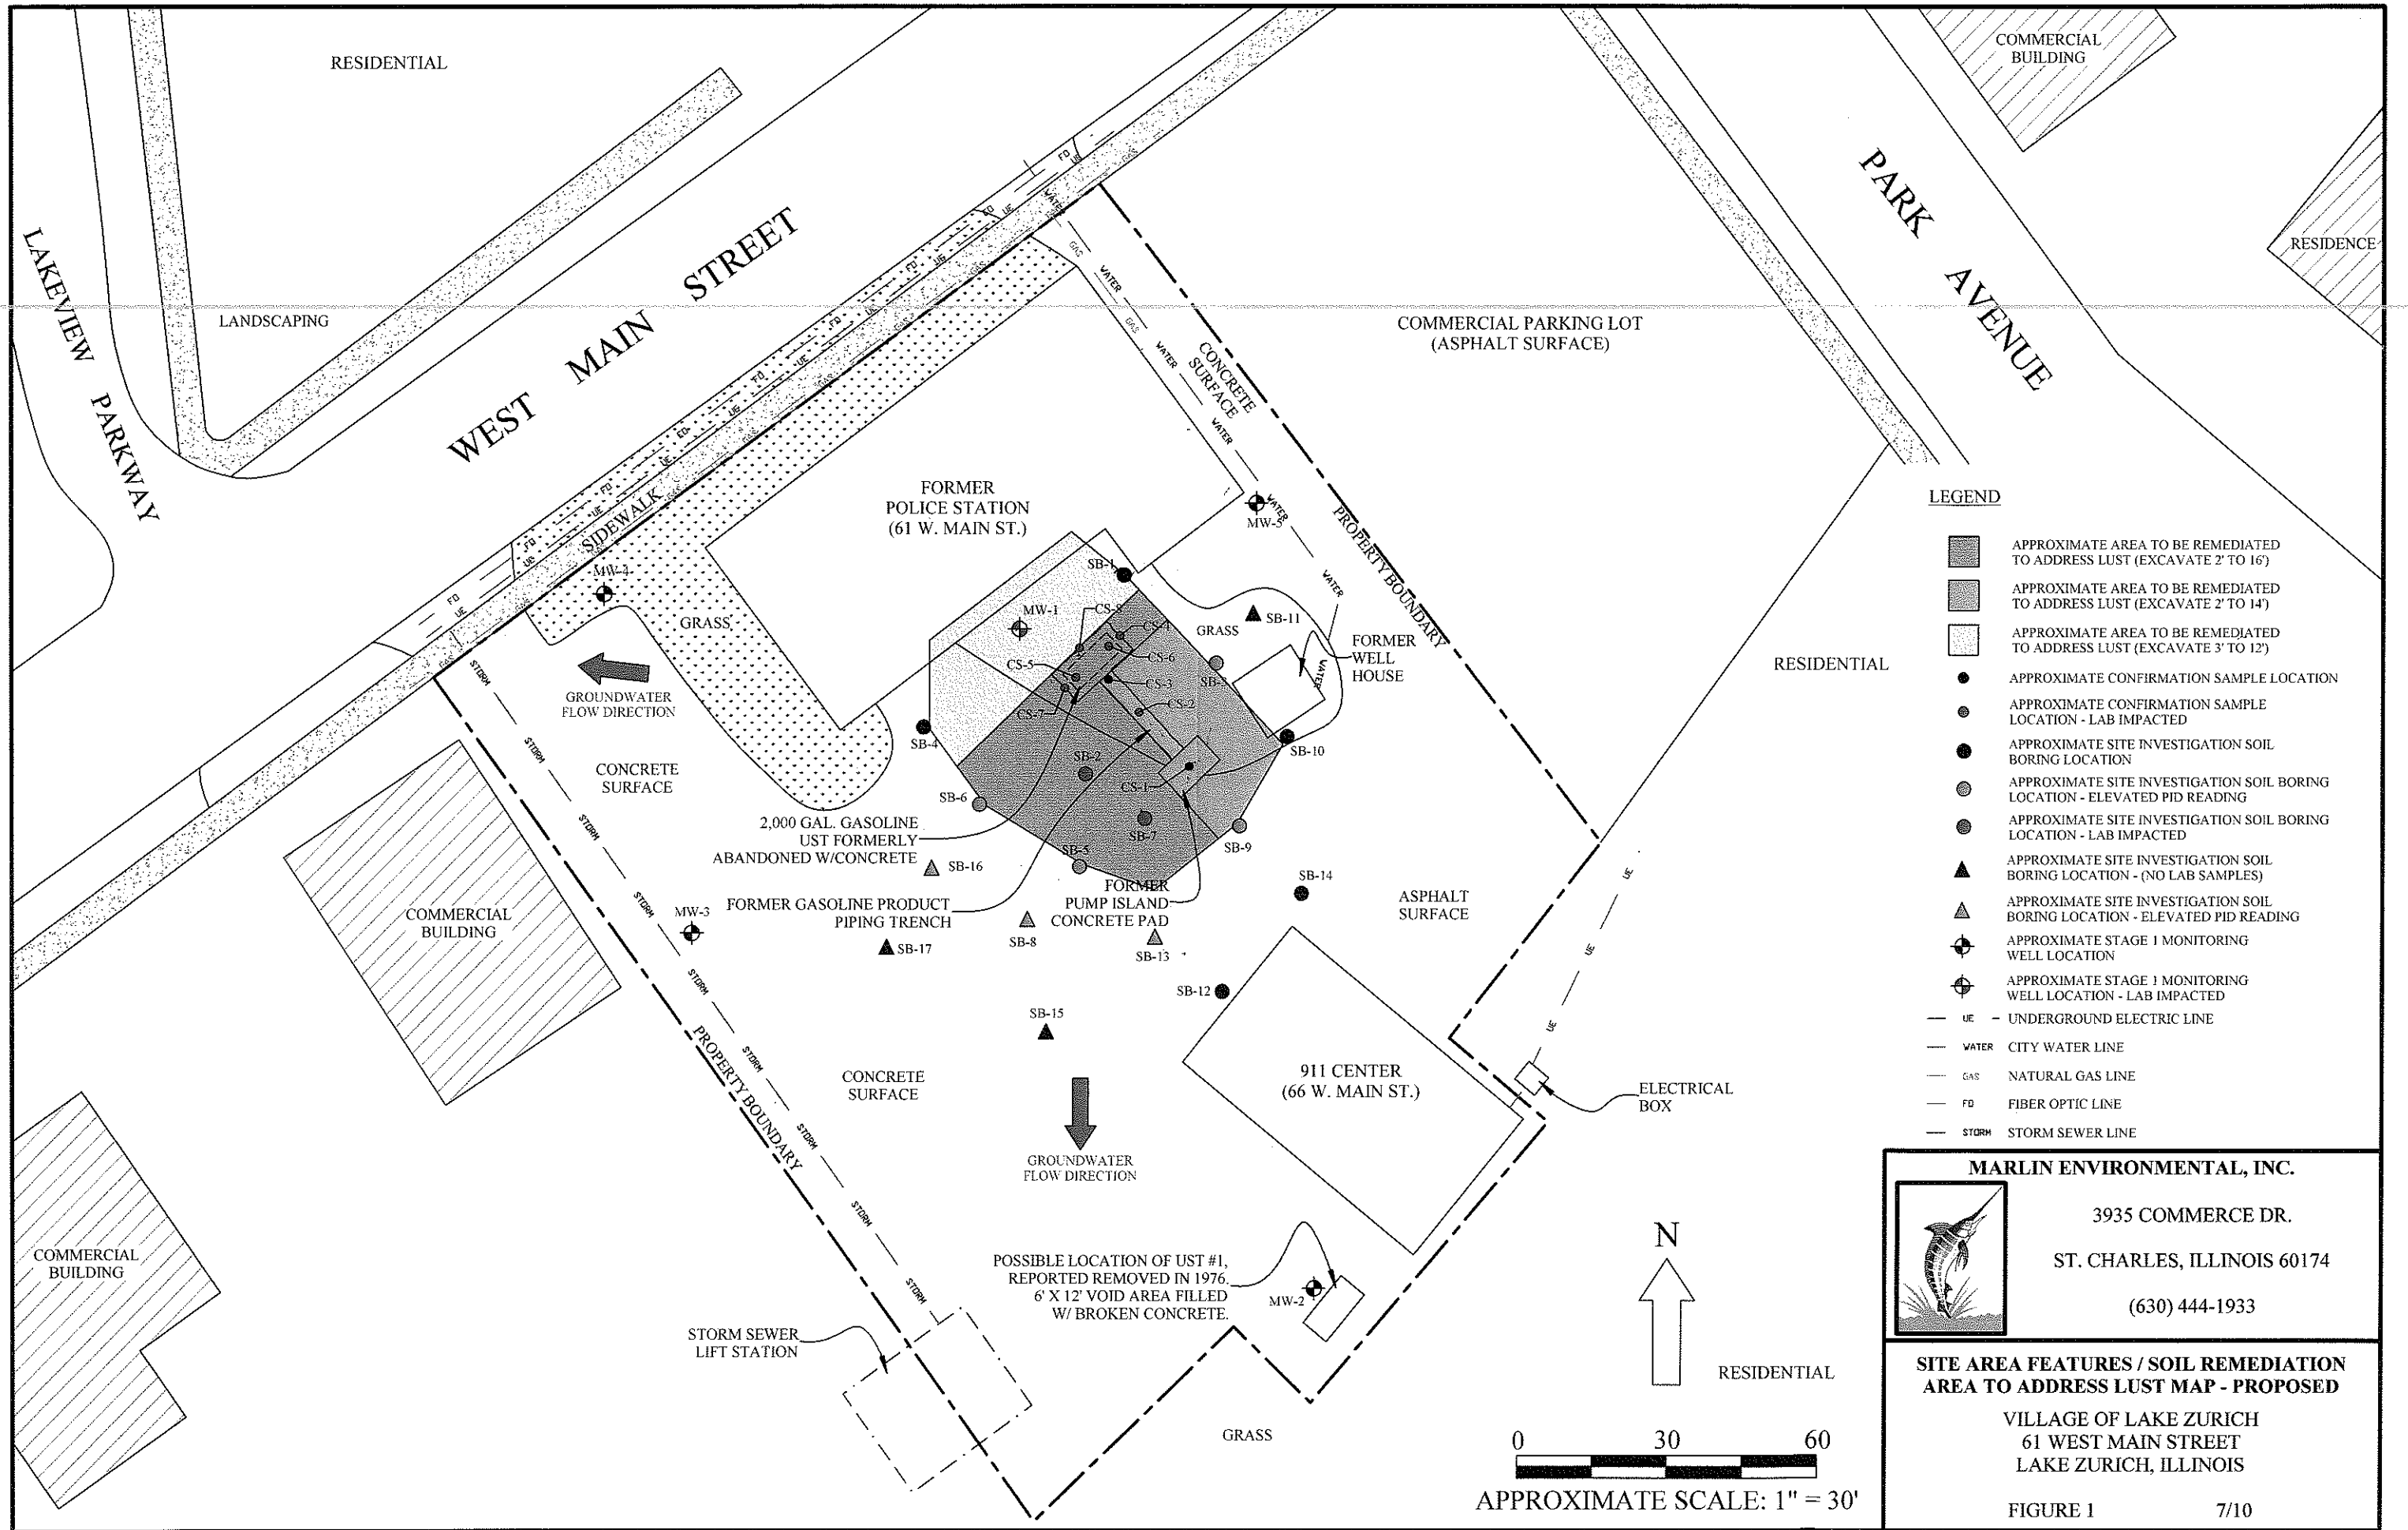 RESIDENTIAL
LANDSCAPING
LAKEVIEW PARKWAY
WEST MAIN STREET
SIDEWALK
PARK AVENUE
COMMERCIAL
BUILDING
RESIDENCE
COMMERCIAL PARKING LOT
(ASPHALT SURFACE)
CONCRETE
SURFACE
PROPERTY BOUNDARY
FORMER
POLICE STATION
(61 W. MAIN ST.)
MW-5
MW-4
GRASS
SB-1
MW-1
CS-8
CS-4
CS-6
CS-5
CS-3
CS-7
CS-2
CS-1
GRASS
SB-11
SB-3
FORMER
WELL
HOUSE
SB-10
SB-4
SB-2
SB-6
SB-7
SB-5
SB-9
GROUNDWATER
FLOW DIRECTION
CONCRETE
SURFACE
2,000 GAL. GASOLINE
UST FORMERLY
ABANDONED W/CONCRETE
SB-16
FORMER GASOLINE PRODUCT
PIPING TRENCH
FORMER
PUMP ISLAND
CONCRETE PAD
SB-14
ASPHALT
SURFACE
RESIDENTIAL
COMMERCIAL
BUILDING
MW-3
SB-17
SB-8
SB-13
SB-12
SB-15
CONCRETE
SURFACE
GROUNDWATER
FLOW DIRECTION
911 CENTER
(66 W. MAIN ST.)
ELECTRICAL
BOX
PROPERTY BOUNDARY
COMMERCIAL
BUILDING
POSSIBLE LOCATION OF UST #1,
REPORTED REMOVED IN 1976.
6' X 12' VOID AREA FILLED
W/ BROKEN CONCRETE.
MW-2
STORM SEWER
LIFT STATION
GRASS
RESIDENTIAL
N
0 30 60
APPROXIMATE SCALE: 1" = 30'
LEGEND
APPROXIMATE AREA TO BE REMEDIATED
TO ADDRESS LUST (EXCAVATE 2' TO 16')
APPROXIMATE AREA TO BE REMEDIATED
TO ADDRESS LUST (EXCAVATE 2' TO 14')
APPROXIMATE AREA TO BE REMEDIATED
TO ADDRESS LUST (EXCAVATE 3' TO 12')
APPROXIMATE CONFIRMATION SAMPLE LOCATION
APPROXIMATE CONFIRMATION SAMPLE
LOCATION - LAB IMPACTED
APPROXIMATE SITE INVESTIGATION SOIL
BORING LOCATION
APPROXIMATE SITE INVESTIGATION SOIL BORING
LOCATION - ELEVATED PID READING
APPROXIMATE SITE INVESTIGATION SOIL BORING
LOCATION - LAB IMPACTED
APPROXIMATE SITE INVESTIGATION SOIL
BORING LOCATION - (NO LAB SAMPLES)
APPROXIMATE SITE INVESTIGATION SOIL
BORING LOCATION - ELEVATED PID READING
APPROXIMATE STAGE 1 MONITORING
WELL LOCATION
APPROXIMATE STAGE 1 MONITORING
WELL LOCATION - LAB IMPACTED
UE UNDERGROUND ELECTRIC LINE
WATER CITY WATER LINE
GAS NATURAL GAS LINE
FO FIBER OPTIC LINE
STORM STORM SEWER LINE
MARLIN ENVIRONMENTAL, INC.
3935 COMMERCE DR.
ST. CHARLES, ILLINOIS 60174
(630) 444-1933
SITE AREA FEATURES / SOIL REMEDIATION
AREA TO ADDRESS LUST MAP - PROPOSED
VILLAGE OF LAKE ZURICH
61 WEST MAIN STREET
LAKE ZURICH, ILLINOIS
FIGURE 1 7/10